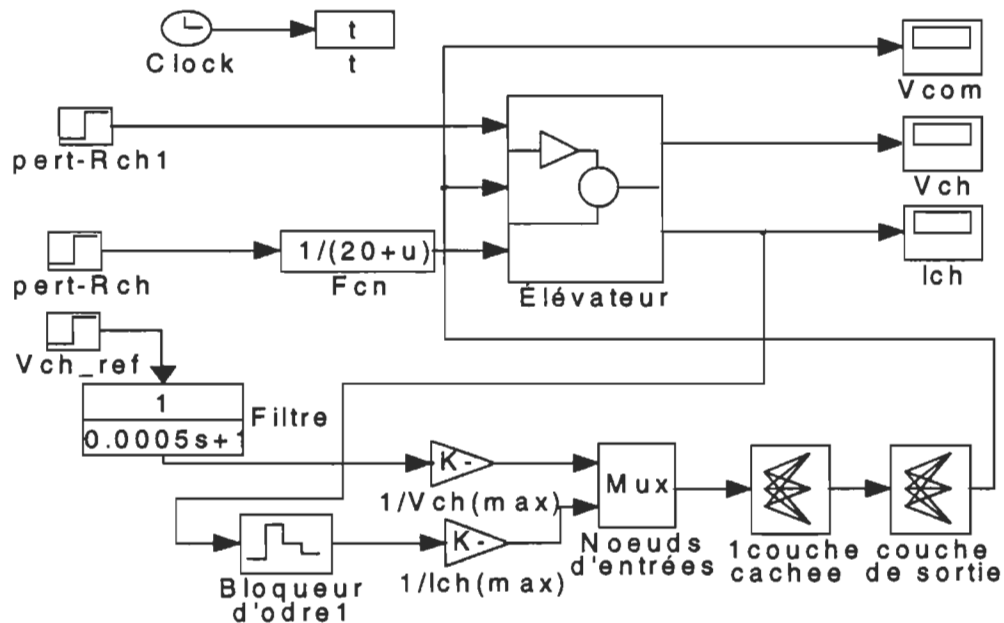 t
Clock
t
Vcom
pert-Rch1
Vch
1/(20+u)
pert-Rch
Fcn
Élévateur
Ich
Vch_ref
1
0.0005s+1
Filtre
K-
1/Vch(max)
Mux
K-
1/Ich(max)
Noeuds
d'entrées
1couche
cachee
couche
de sortie
Bloqueur
d'odre1